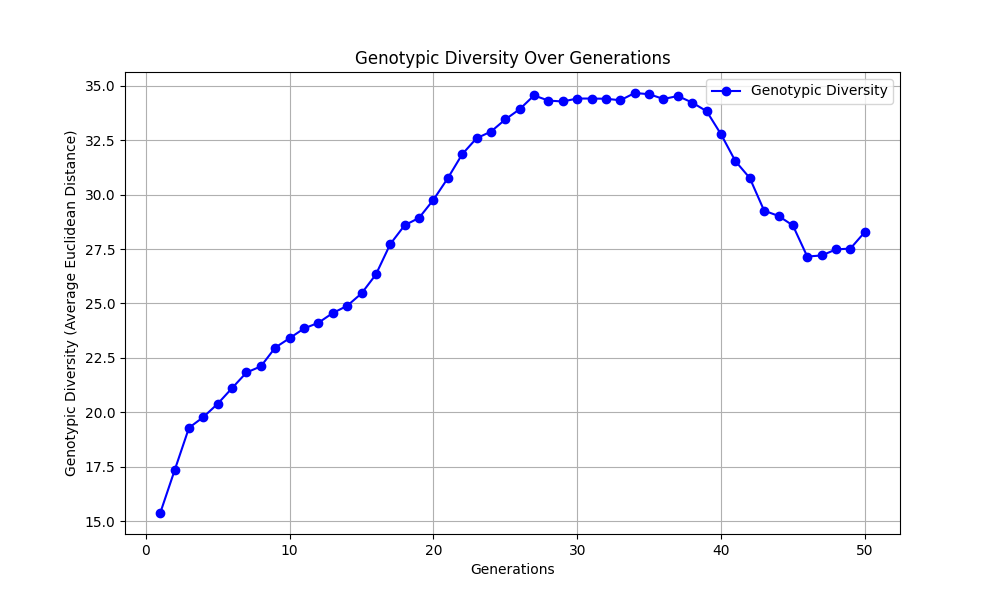 Genotypic Diversity Over Generations
Genotypic Diversity
Genotypic Diversity (Average Euclidean Distance)
35.0
32.5
30.0
27.5
25.0
22.5
20.0
17.5
15.0
0 10 20 30 40 50
Generations